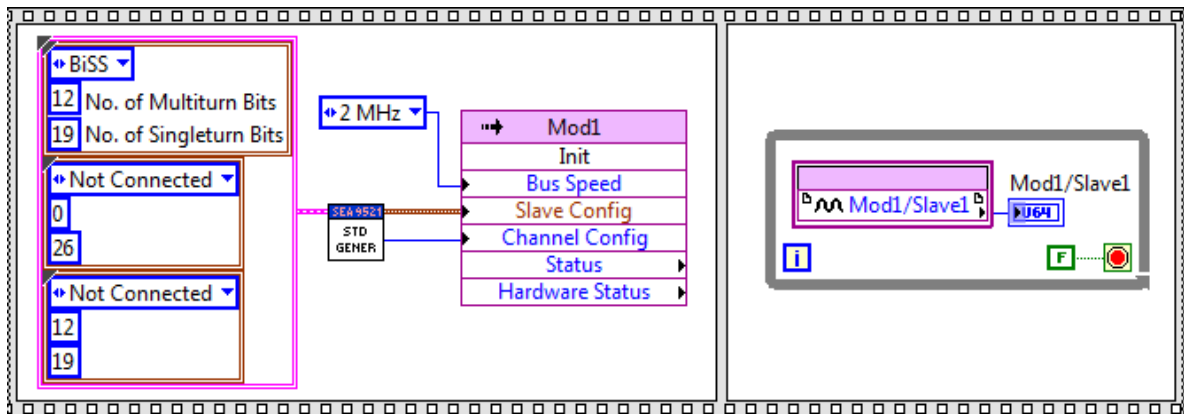 BiSS
12 No. of Multiturn Bits
19 No. of Singleturn Bits
Not Connected
0
26
Not Connected
12
19
SEA 9521
STD
GENER
2 MHz
Mod1
Init
Bus Speed
Slave Config
Channel Config
Status
Hardware Status
Mod1/Slave1
Mod1/Slave1
U64
i
F